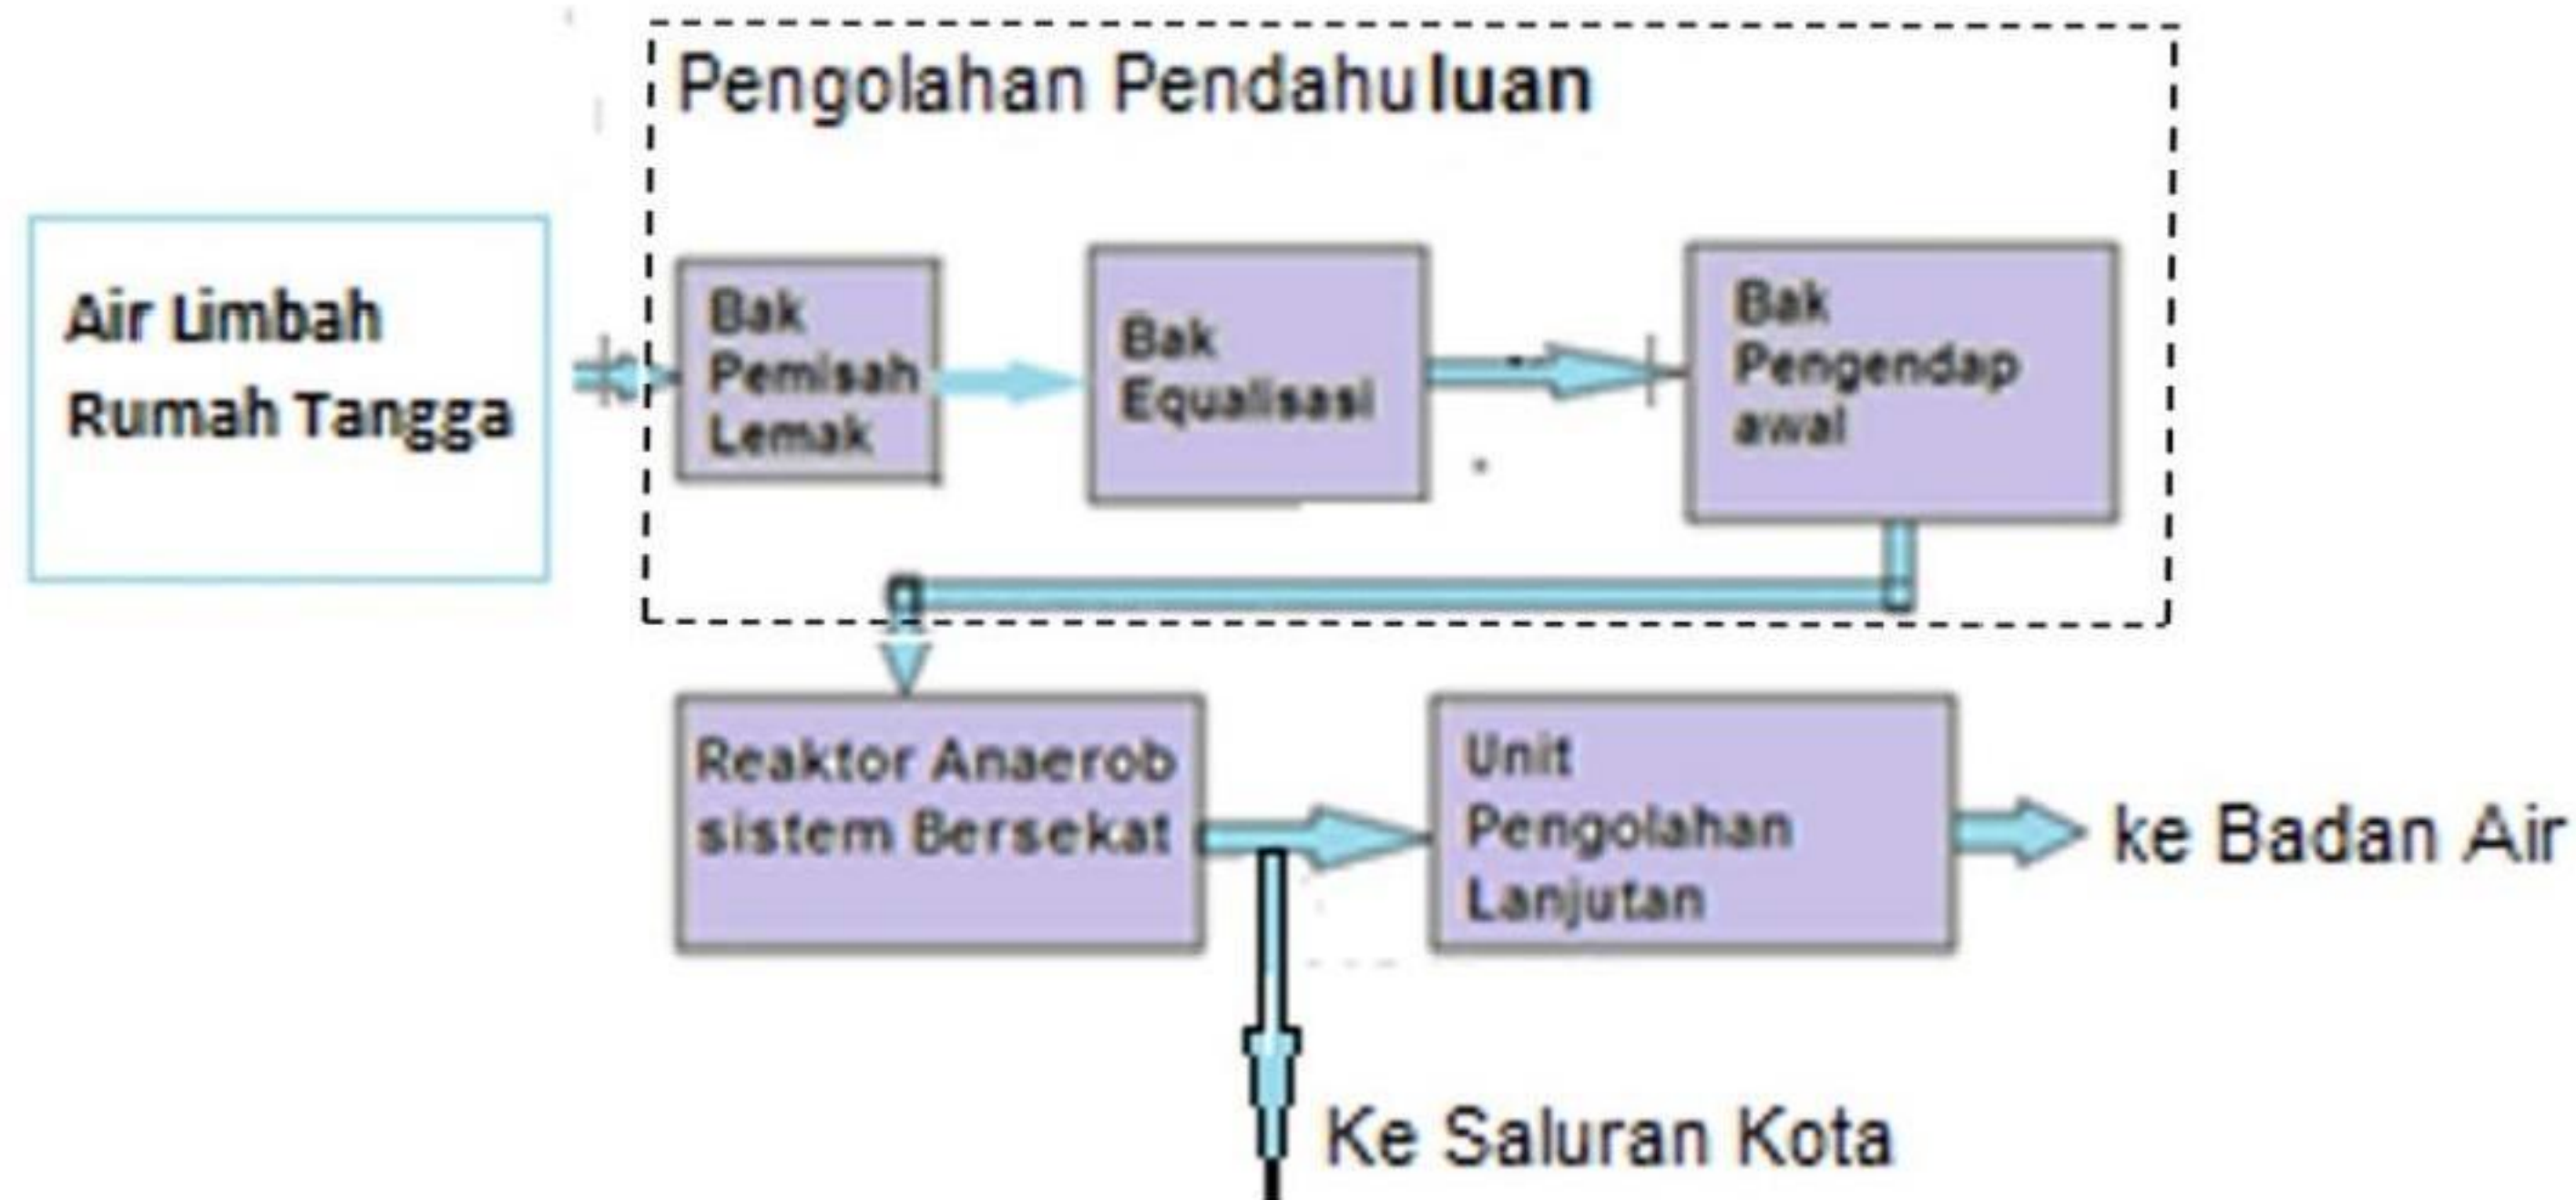 Pengolahan Pendahuluan
Air Limbah
Rumah Tangga
Bak
Pemisah
Lemak
Bak
Equalisasi
Bak
Pengendap
awal
Reaktor Anaerob
sistem Bersekat
Unit
Pengolahan
Lanjutan
ke Badan Air
Ke Saluran Kota